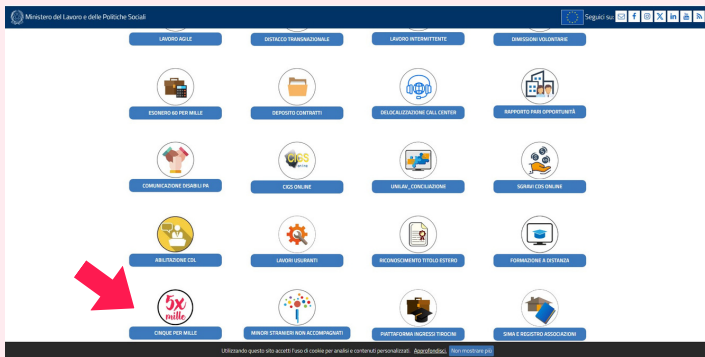 Ministero del Lavoro e delle Politiche Sociali
Seguici su:
LAVORO AGILE
DISTACCO TRANSNAZIONALE
LAVORO INTERMITTENTE
DIMISSIONI VOLONTARIE
ESONERO 60 PER MILLE
DEPOSITO CONTRATTI
DELOCALIZZAZIONE CALL CENTER
RAPPORTO PARI OPPORTUNITÀ
CIGS
COMUNICAZIONE DISABILI PA
CIGS ONLINE
UNILAV_CONCILIAZIONE
SGRAVI CDS ONLINE
ABILITAZIONE CDL
LAVORI USURANTI
RICONOSCIMENTO TITOLO ESTERO
FORMAZIONE A DISTANZA
5x
mille
CINQUE PER MILLE
MINORI STRANIERI NON ACCOMPAGNATI
PIATTAFORMA INGRESSI TIROCINI
SIMA E REGISTRO ASSOCIAZIONI
Utilizzando questo sito accetti l'uso di cookie per analisi e contenuti personalizzati. Approfondisci. Non mostrare più